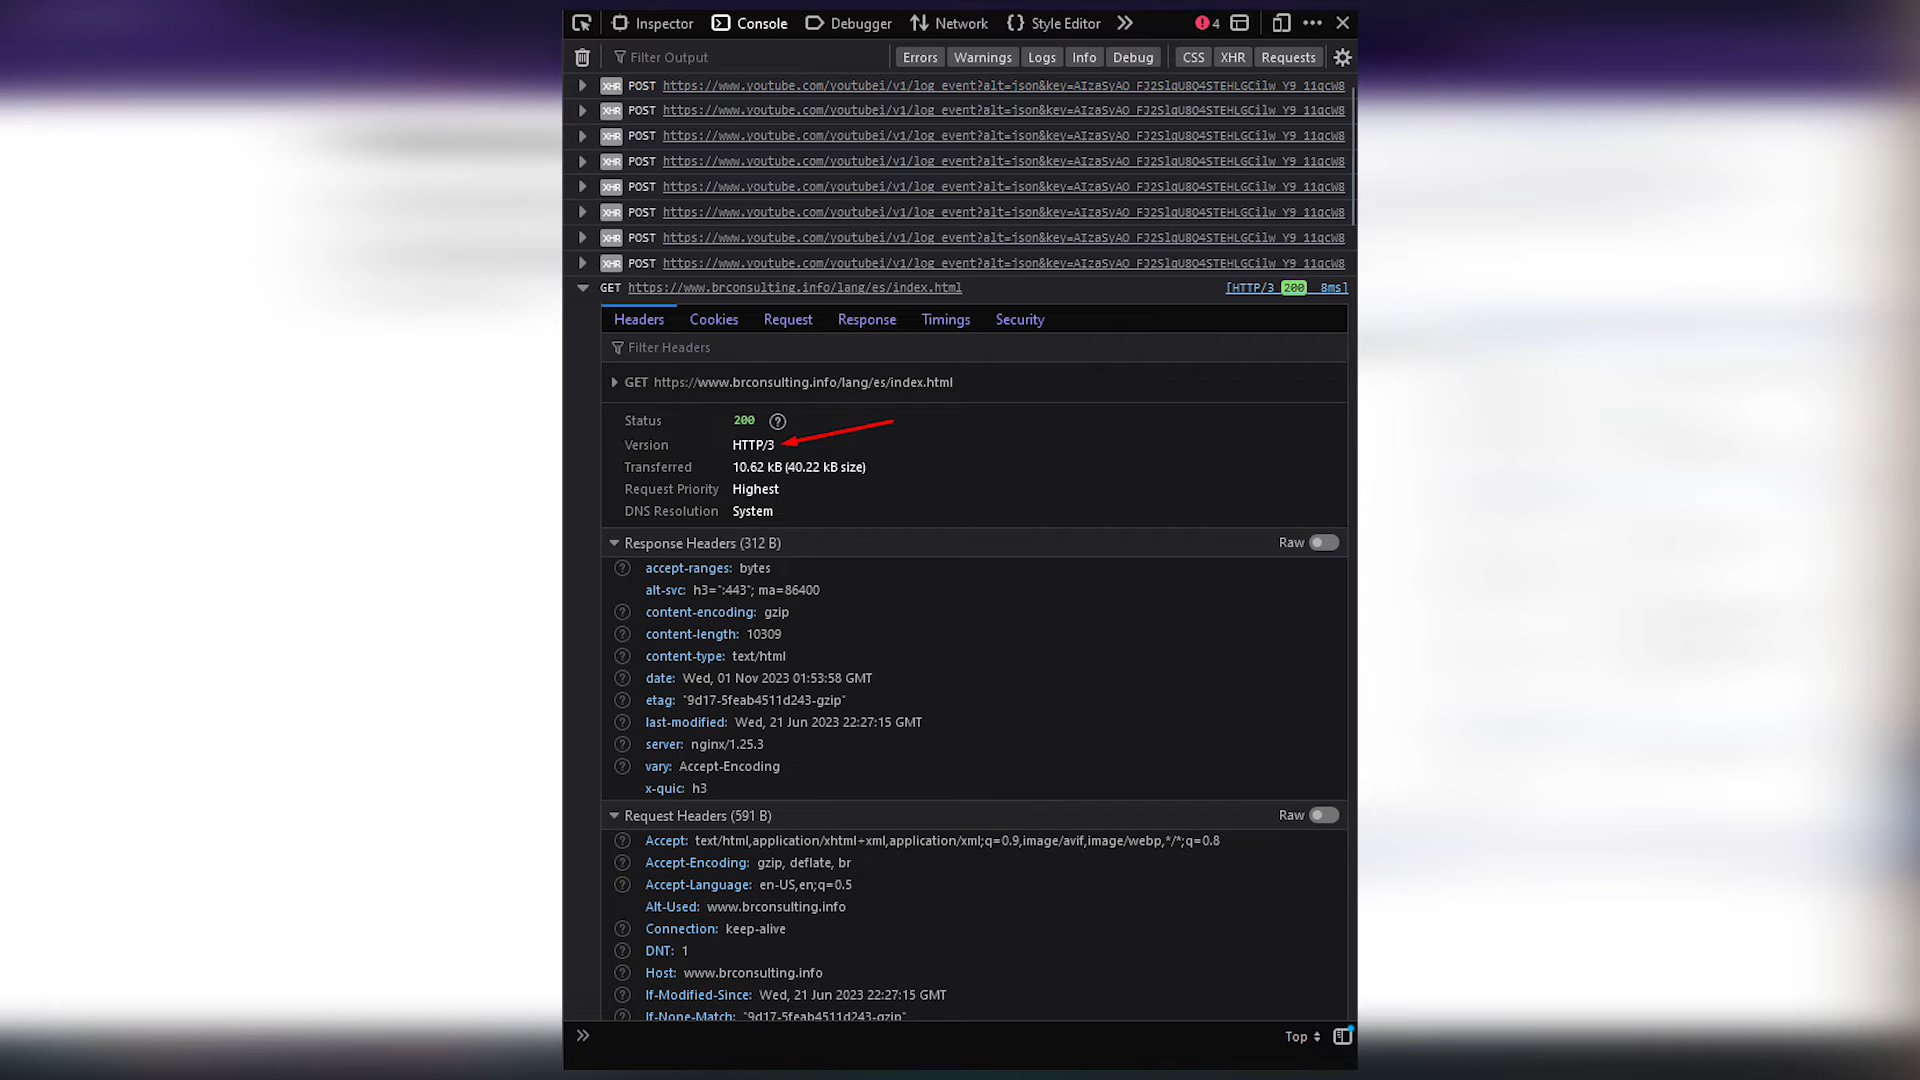 Inspector Console Debugger Network Style Editor 4
Filter Output Errors Warnings Logs Info Debug CSS XHR Requests
XHR POST https://www.youtube.com/youtubei/v1/log_event?alt=json&key=AIzaSyAO_FJ2SlqU8Q4STEHLGCilw_Y9_11qcW8
XHR POST https://www.youtube.com/youtubei/v1/log_event?alt=json&key=AIzaSyAO_FJ2SlqU8Q4STEHLGCilw_Y9_11qcW8
XHR POST https://www.youtube.com/youtubei/v1/log_event?alt=json&key=AIzaSyAO_FJ2SlqU8Q4STEHLGCilw_Y9_11qcW8
XHR POST https://www.youtube.com/youtubei/v1/log_event?alt=json&key=AIzaSyAO_FJ2SlqU8Q4STEHLGCilw_Y9_11qcW8
XHR POST https://www.youtube.com/youtubei/v1/log_event?alt=json&key=AIzaSyAO_FJ2SlqU8Q4STEHLGCilw_Y9_11qcW8
XHR POST https://www.youtube.com/youtubei/v1/log_event?alt=json&key=AIzaSyAO_FJ2SlqU8Q4STEHLGCilw_Y9_11qcW8
XHR POST https://www.youtube.com/youtubei/v1/log_event?alt=json&key=AIzaSyAO_FJ2SlqU8Q4STEHLGCilw_Y9_11qcW8
XHR POST https://www.youtube.com/youtubei/v1/log_event?alt=json&key=AIzaSyAO_FJ2SlqU8Q4STEHLGCilw_Y9_11qcW8
GET https://www.brconsulting.info/lang/es/index.html [HTTP/3 200 8ms]
Headers Cookies Request Response Timings Security
Filter Headers
GET https://www.brconsulting.info/lang/es/index.html
Status 200 ?
Version HTTP/3
Transferred 10.62 kB (40.22 kB size)
Request Priority Highest
DNS Resolution System
Response Headers (312 B) Raw
? accept-ranges: bytes
alt-svc: h3=":443"; ma=86400
? content-encoding: gzip
? content-length: 10309
? content-type: text/html
? date: Wed, 01 Nov 2023 01:53:58 GMT
? etag: "9d17-5feab4511d243-gzip"
? last-modified: Wed, 21 Jun 2023 22:27:15 GMT
? server: nginx/1.25.3
? vary: Accept-Encoding
x-quic: h3
Request Headers (591 B) Raw
? Accept: text/html,application/xhtml+xml,application/xml;q=0.9,image/avif,image/webp,*/*;q=0.8
? Accept-Encoding: gzip, deflate, br
? Accept-Language: en-US,en;q=0.5
Alt-Used: www.brconsulting.info
? Connection: keep-alive
? DNT: 1
? Host: www.brconsulting.info
? If-Modified-Since: Wed, 21 Jun 2023 22:27:15 GMT
? If-None-Match: "9d17-5feab4511d243-gzip"
Top